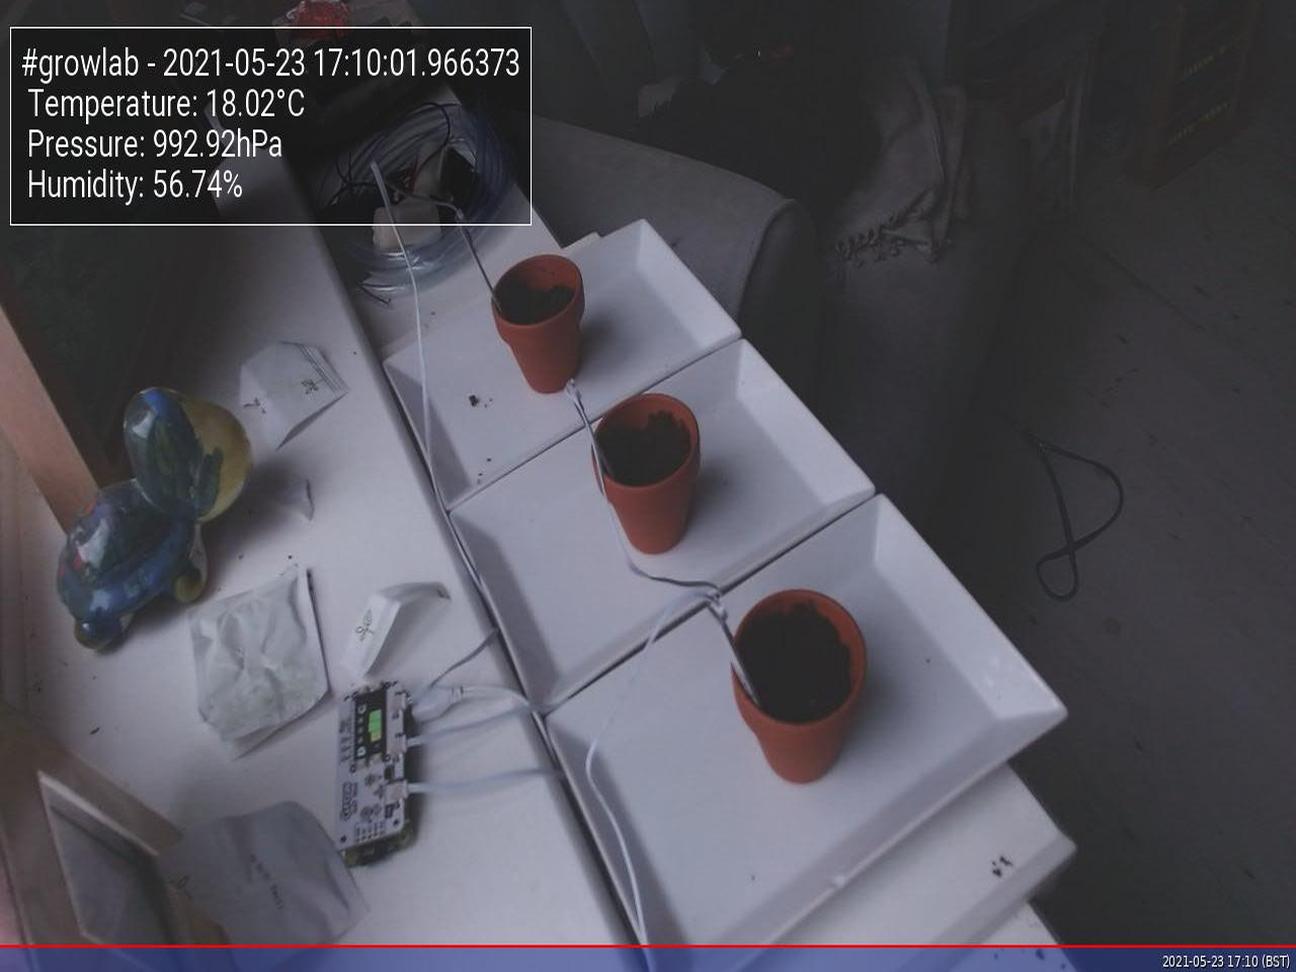 #growlab - 2021-05-23 17:10:01.966373
Temperature: 18.02°C
Pressure: 992.92hPa
Humidity: 56.74%
2021-05-23 17:10 (BST)